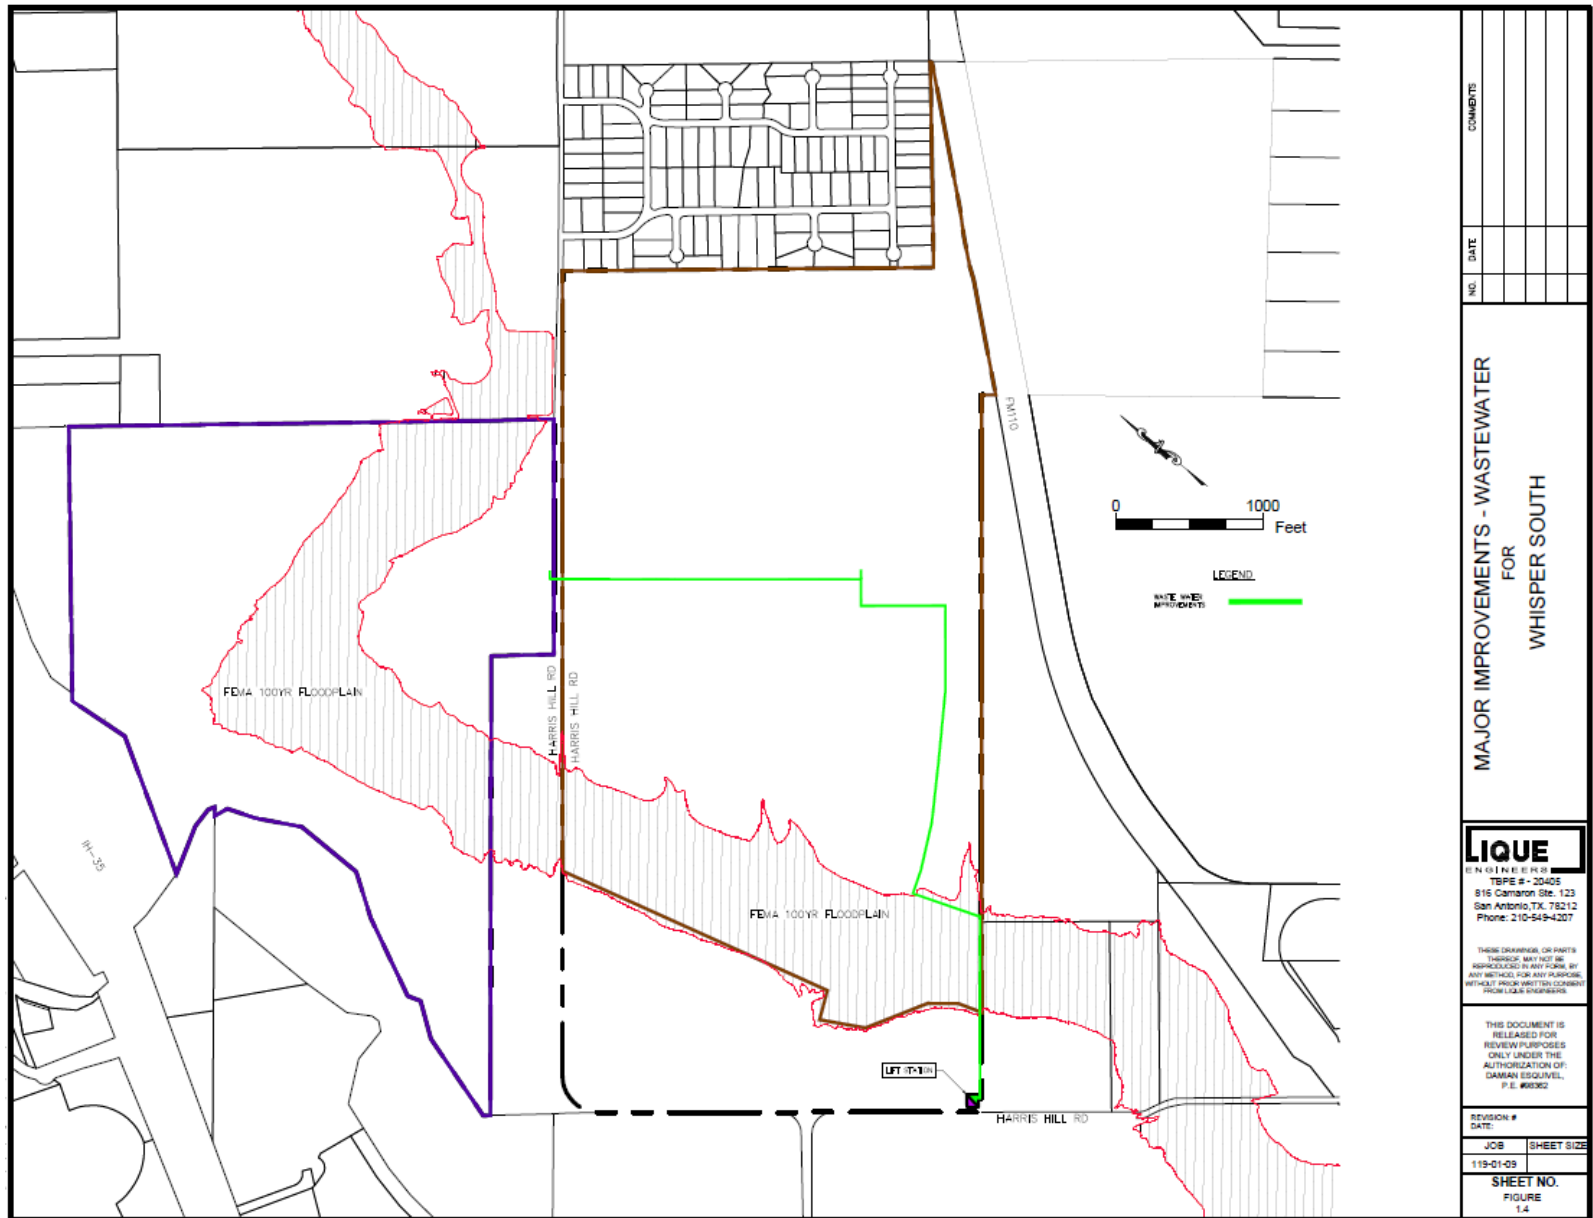 FM110
0 1000
Feet
LEGEND
WASTE WATER
IMPROVEMENTS
HARRIS HILL RD
HARRIS HILL RD
FEMA 100YR FLOODPLAIN
IH-35
FEMA 100YR FLOODPLAIN
LIFT STATION
HARRIS HILL RD
NO. DATE COMMENTS
MAJOR IMPROVEMENTS - WASTEWATER
FOR
WHISPER SOUTH
LIQUE
ENGINEERS
TBPE # - 20405
816 Camaron Ste. 123
San Antonio,TX. 78212
Phone: 210-549-4207
THESE DRAWINGS, OR PARTS
THEREOF, MAY NOT BE
REPRODUCED IN ANY FORM, BY
ANY METHOD, FOR ANY PURPOSE,
WITHOUT PRIOR WRITTEN CONSENT
FROM LIQUE ENGINEERS
THIS DOCUMENT IS
RELEASED FOR
REVIEW PURPOSES
ONLY UNDER THE
AUTHORIZATION OF:
DAMIAN ESQUIVEL,
P.E. #98362
REVISION: #
DATE:
JOB SHEET SIZE
119-01-09
SHEET NO.
FIGURE
1.4